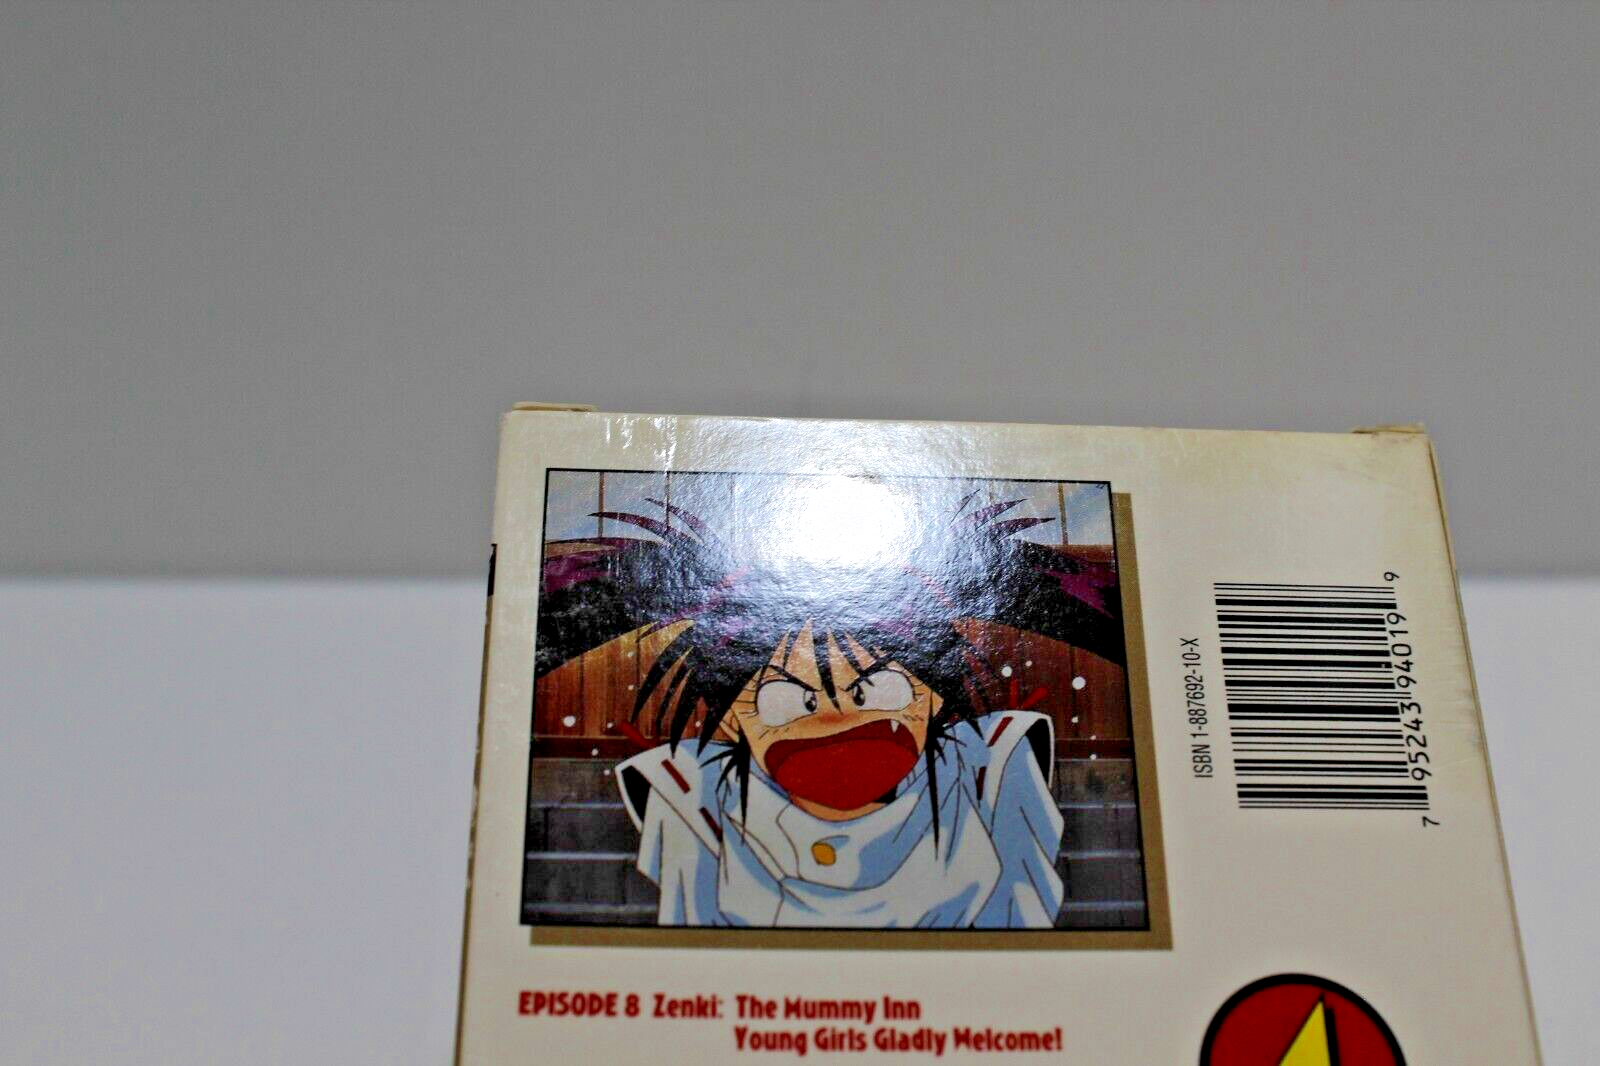 ISBN 1-887692-10-X
7 95243 94019 9
EPISODE 8 Zenki: The Mummy Inn
Young Girls Gladly Welcome!